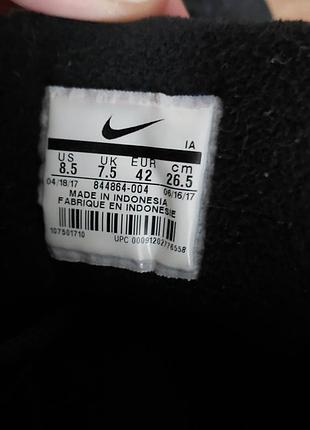 IA
US UK EUR cm
8.5 7.5 42 26.5
04/18/17 844864-004 06/16/17
MADE IN INDONESIA
FABRIQUE EN INDONESIE
107501710
UPC